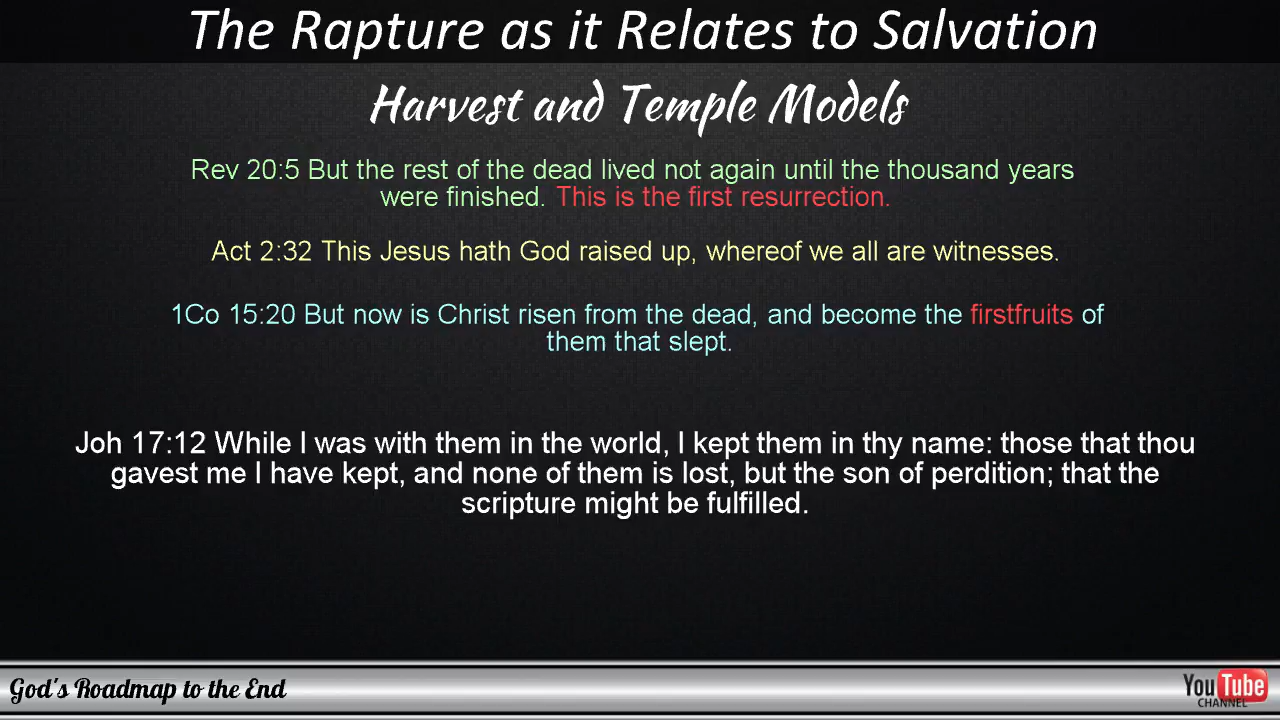 The Rapture as it Relates to Salvation
Harvest and Temple Models
Rev 20:5 But the rest of the dead lived not again until the thousand years
were finished. This is the first resurrection.
Act 2:32 This Jesus hath God raised up, whereof we all are witnesses.
1Co 15:20 But now is Christ risen from the dead, and become the firstfruits of
them that slept.
Joh 17:12 While I was with them in the world, I kept them in thy name: those that thou
gavest me I have kept, and none of them is lost, but the son of perdition; that the
scripture might be fulfilled.
God's Roadmap to the End
YouTube
CHANNEL